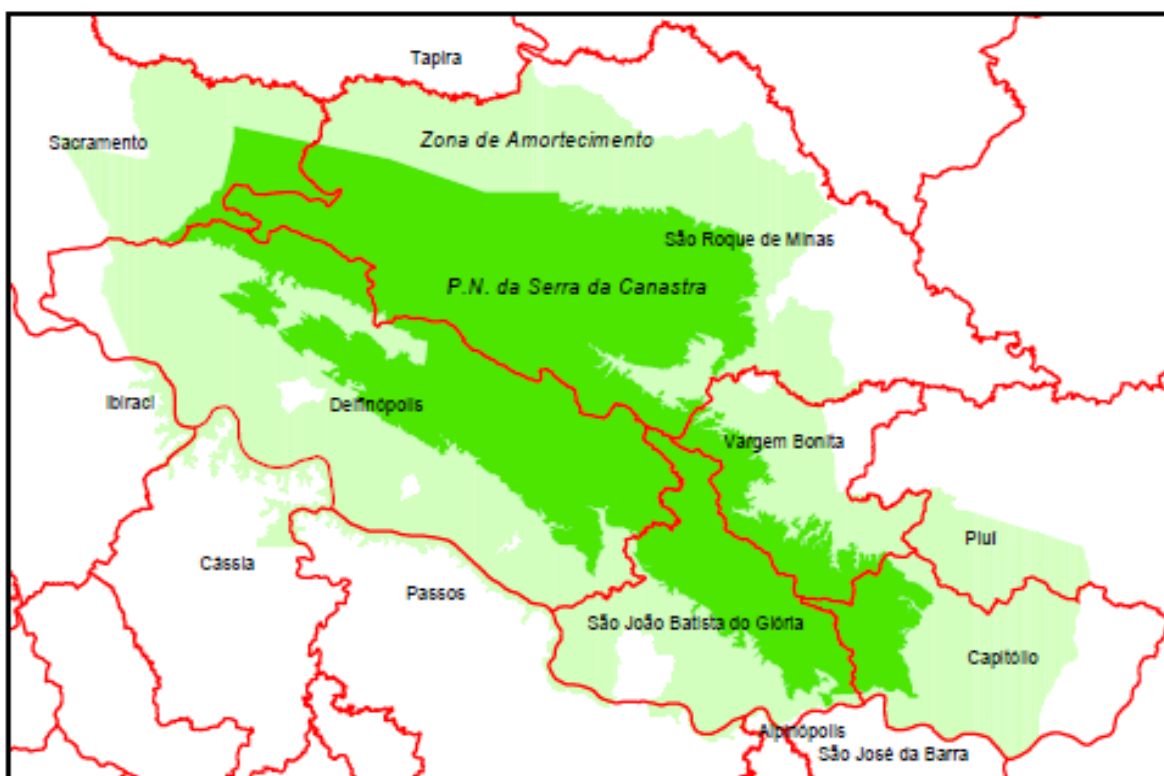 Tapira
Sacramento
Zona de Amortecimento
São Roque de Minas
P.N. da Serra da Canastra
Ibiraci
Delfinópolis
Vargem Bonita
Piui
Cássia
Passos
São João Batista do Glória
Capitólio
Alpinópolis
São José da Barra